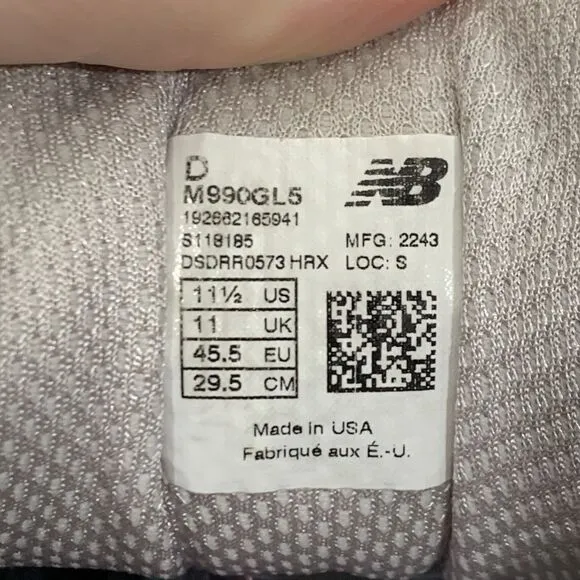 D
M990GL5
NB
192662165941
S118185
MFG: 2243
DSDRR0573 HRX LOC: S
11½ US
11 UK
45.5 EU
29.5 CM
Made in USA
Fabriqué aux É.-U.